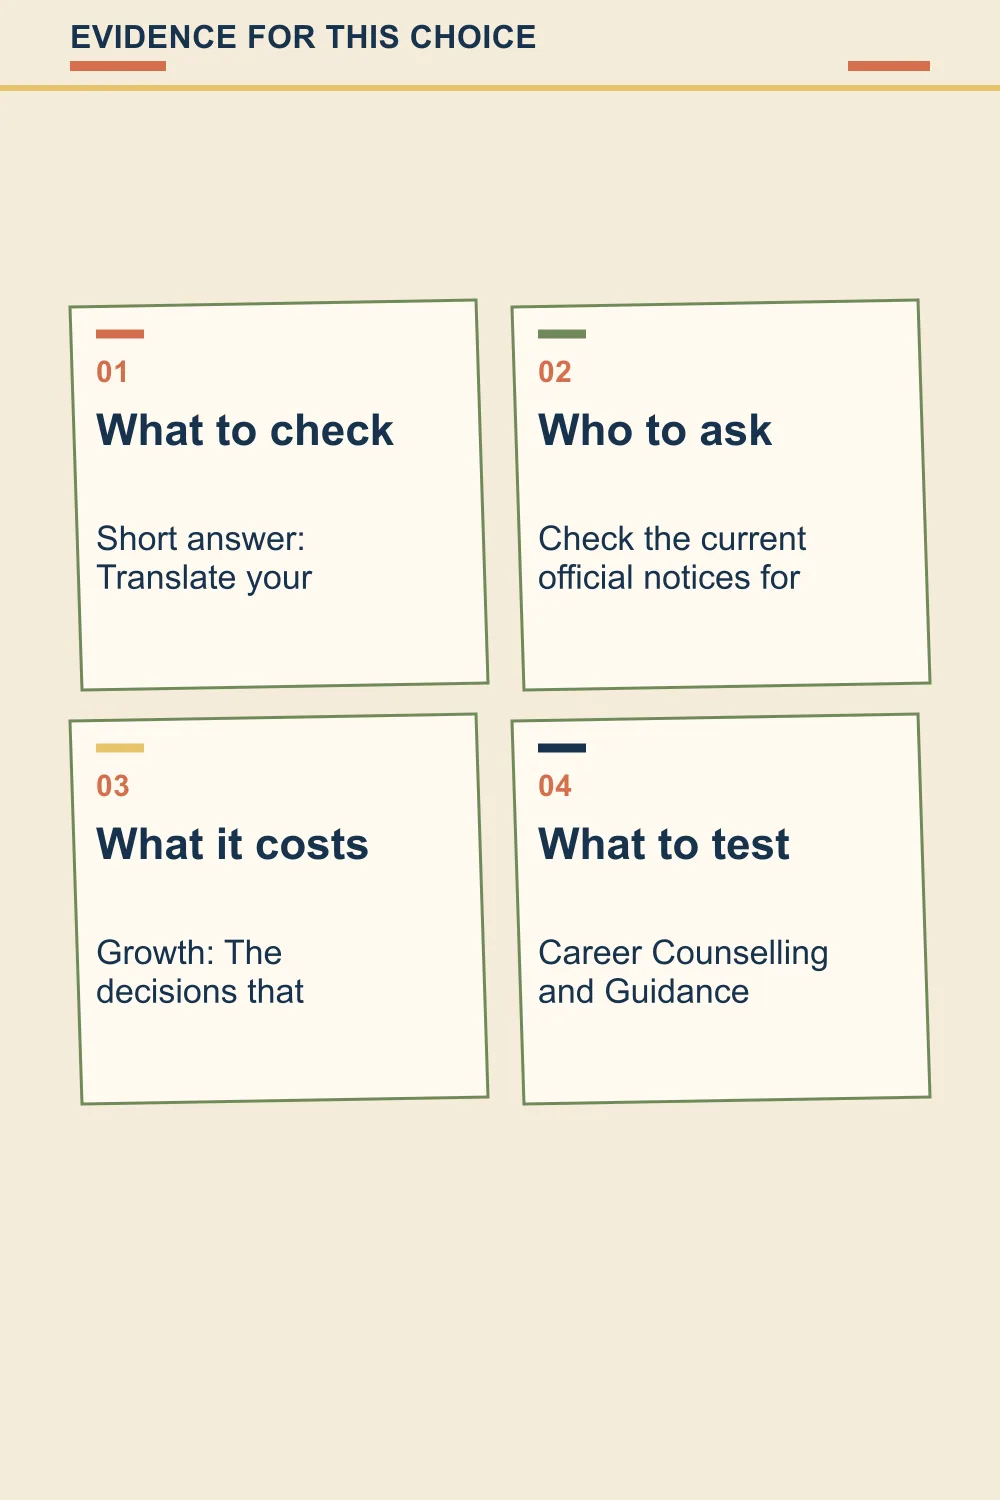 EVIDENCE FOR THIS CHOICE
01
What to check
Short answer:
Translate your
02
Who to ask
Check the current
official notices for
03
What it costs
Growth: The
decisions that
04
What to test
Career Counselling
and Guidance